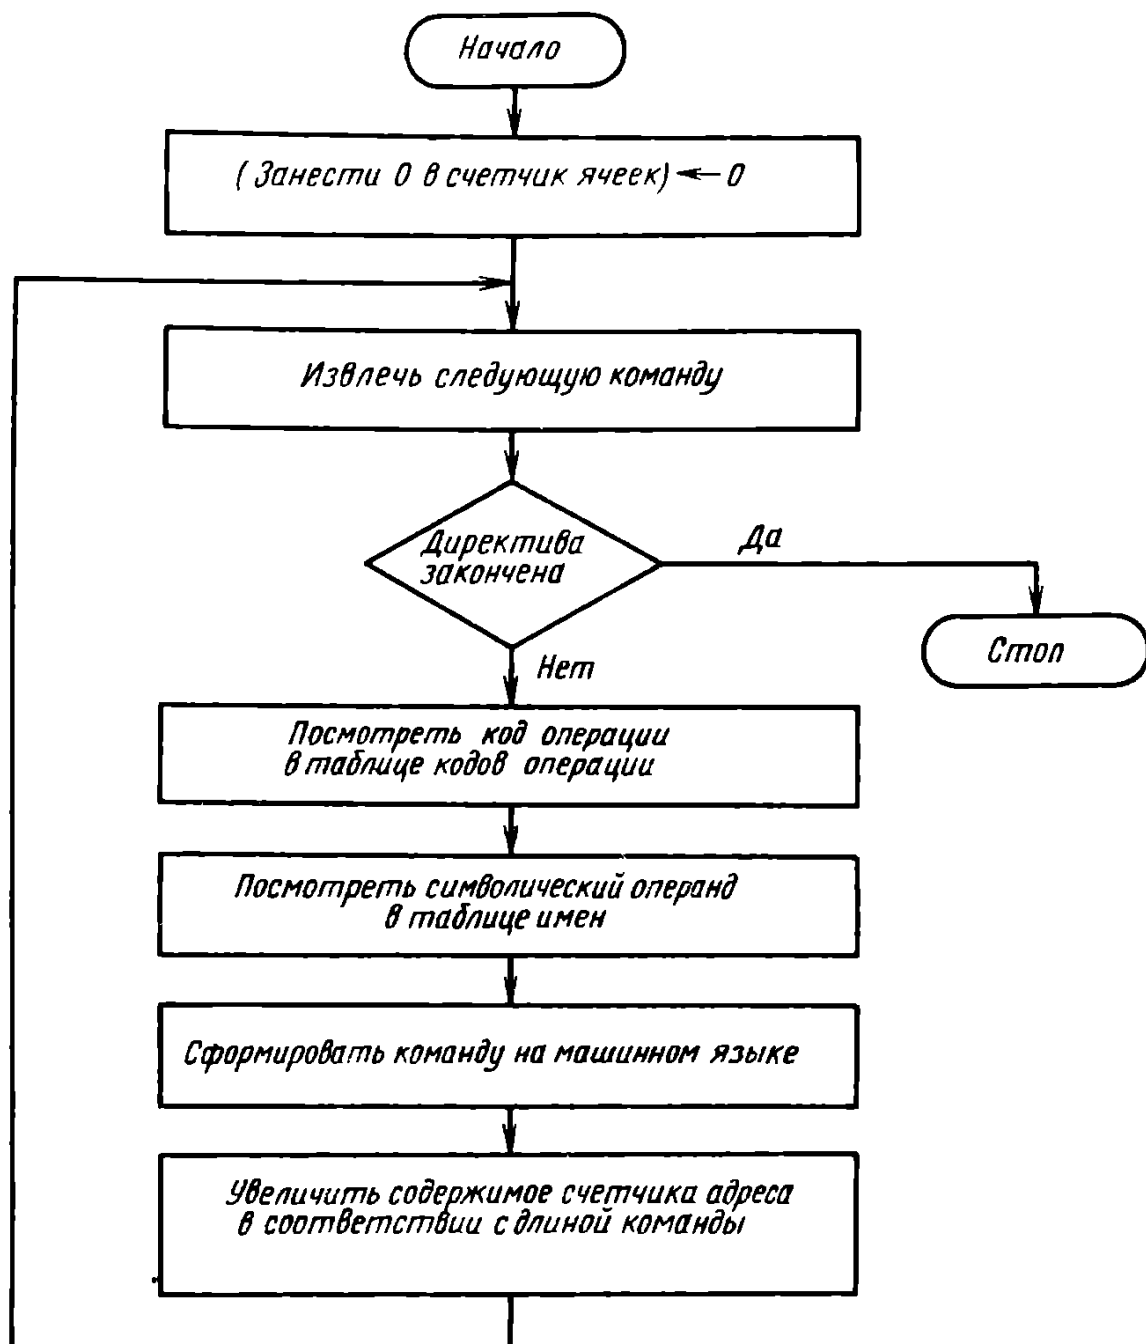 Начало
(Занести 0 в счетчик ячеек) ← 0
Извлечь следующую команду
Директива
закончена
Да
Стоп
Нет
Посмотреть код операции
в таблице кодов операции
Посмотреть символический операнд
в таблице имен
Сформировать команду на машинном языке
Увеличить содержимое счетчика адреса
в соответствии с длиной команды